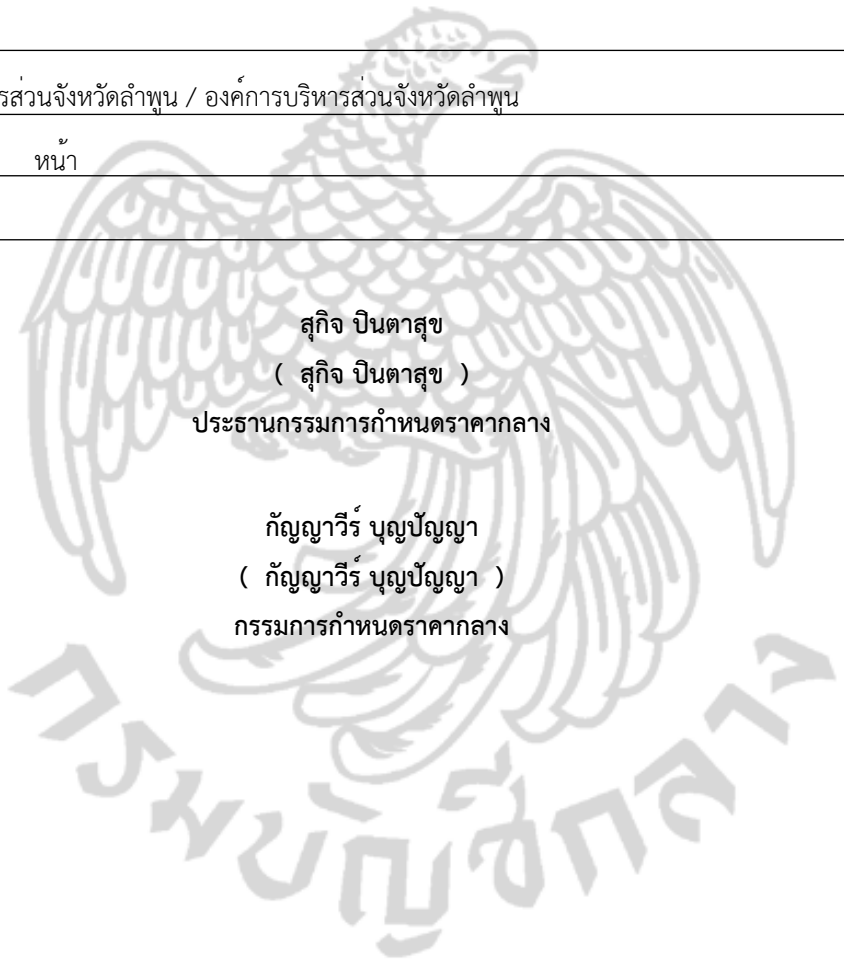 รส่วนจังหวัดลำพูน / องค์การบริหารส่วนจังหวัดลำพูน
หน้า
สุกิจ ปินตาสุข
( สุกิจ ปินตาสุข )
ประธานกรรมการกำหนดราคากลาง
กัญญาวีร์ บุญปัญญา
( กัญญาวีร์ บุญปัญญา )
กรรมการกำหนดราคากลาง
กรมบัญชีกลาง